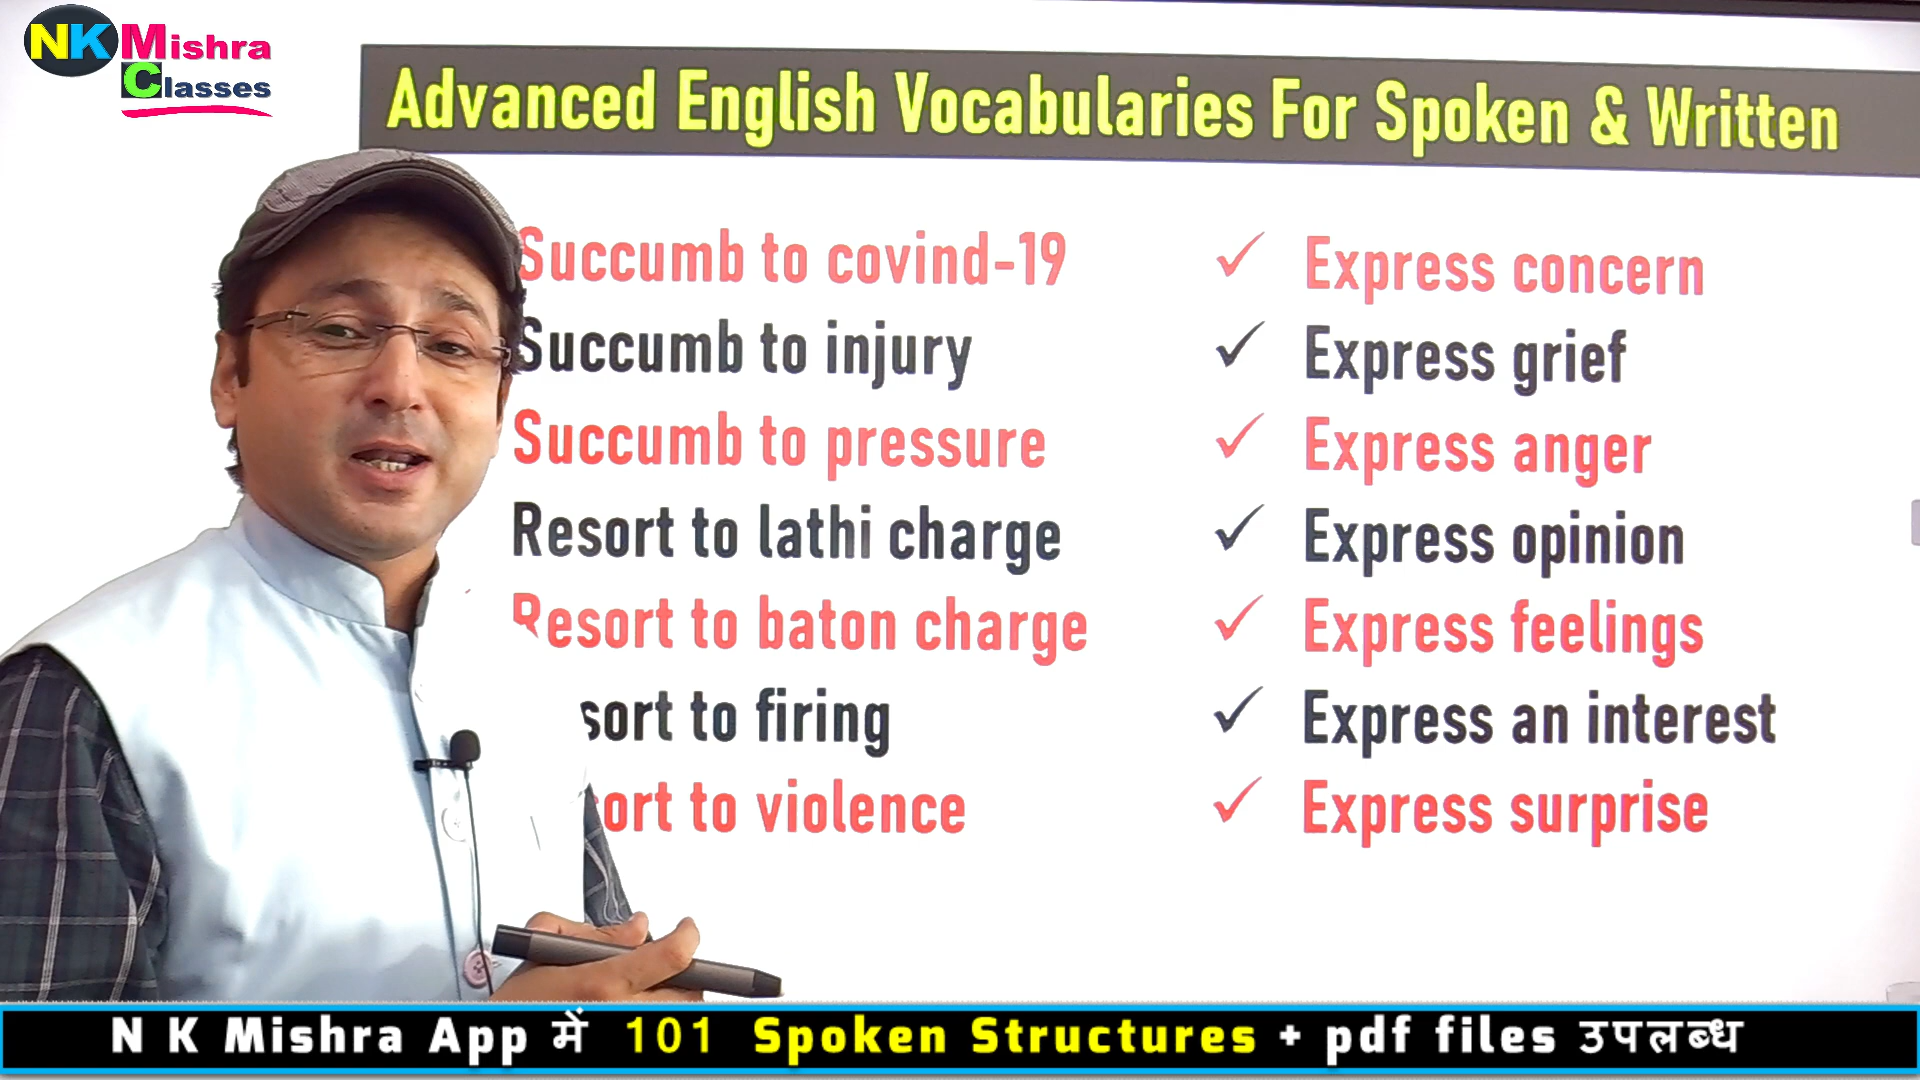 NK Mishra
Classes
Advanced English Vocabularies For Spoken & Written
Succumb to covind-19
Succumb to injury
Succumb to pressure
Resort to lathi charge
Resort to baton charge
sort to firing
ort to violence
✓ Express concern
✓ Express grief
✓ Express anger
✓ Express opinion
✓ Express feelings
✓ Express an interest
✓ Express surprise
N K Mishra App में 101 Spoken Structures + pdf files उपलब्ध